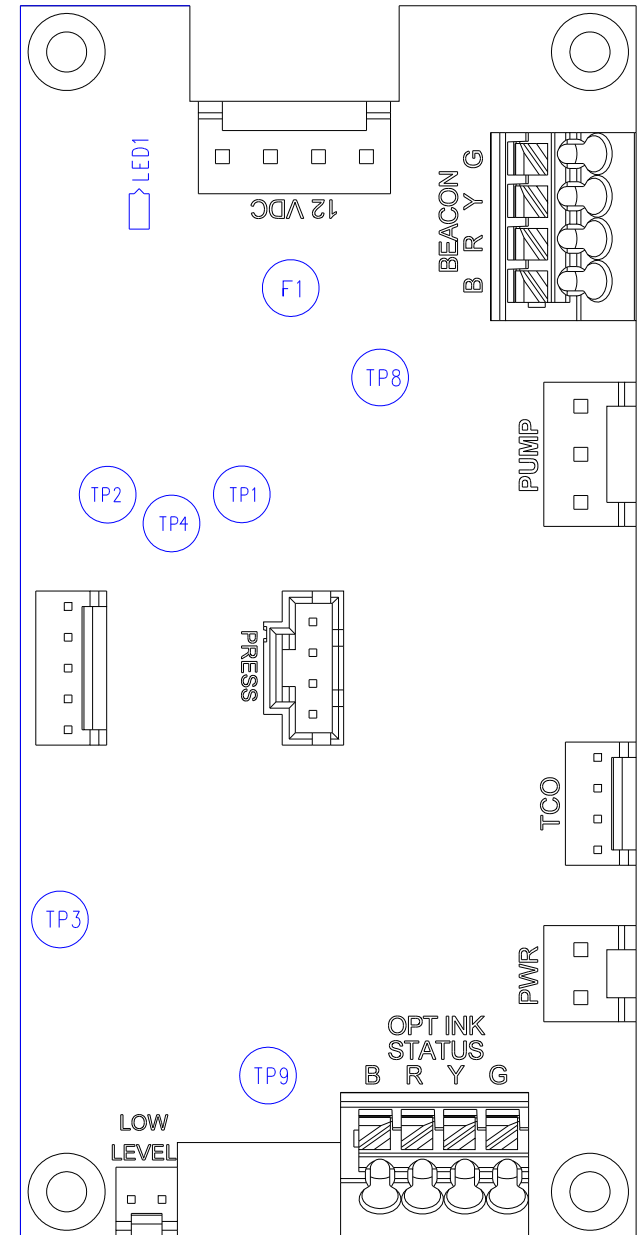 LED1
12 VDC
BEACON
B R Y G
F1
TP8
PUMP
TP2
TP1
TP4
PRESS
TCO
TP3
PWR
OPT INK
STATUS
B R Y G
TP9
LOW
LEVEL